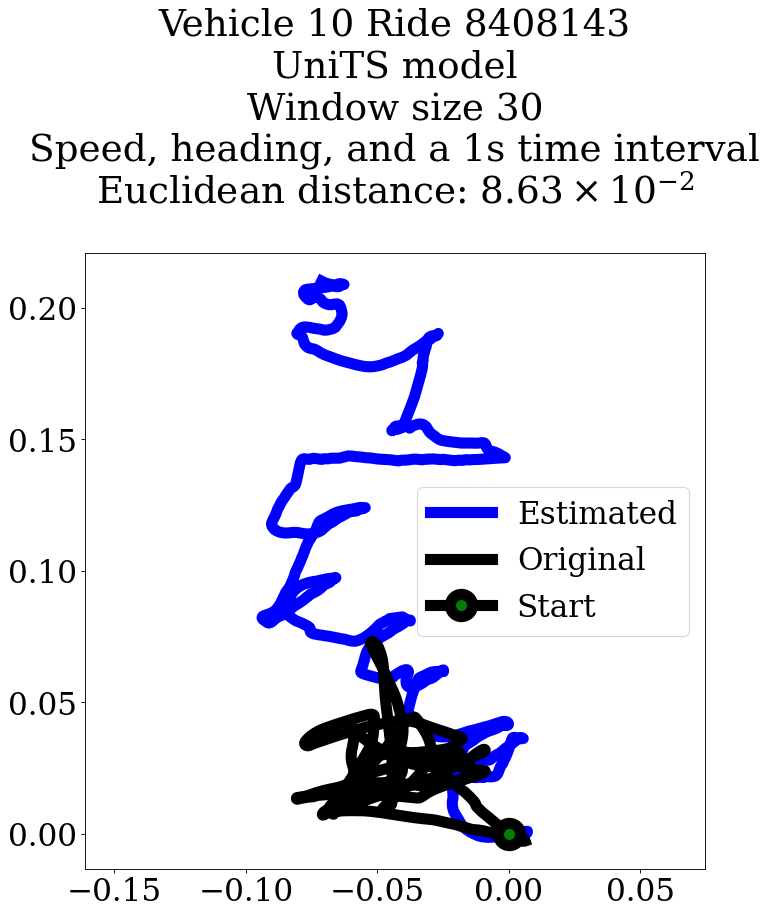 Vehicle 10 Ride 8408143
UniTS model
Window size 30
Speed, heading, and a 1s time interval
Euclidean distance: 8.63 × 10⁻²
0.20
0.15
0.10
0.05
0.00
Estimated
Original
Start
−0.15 −0.10 −0.05 0.00 0.05